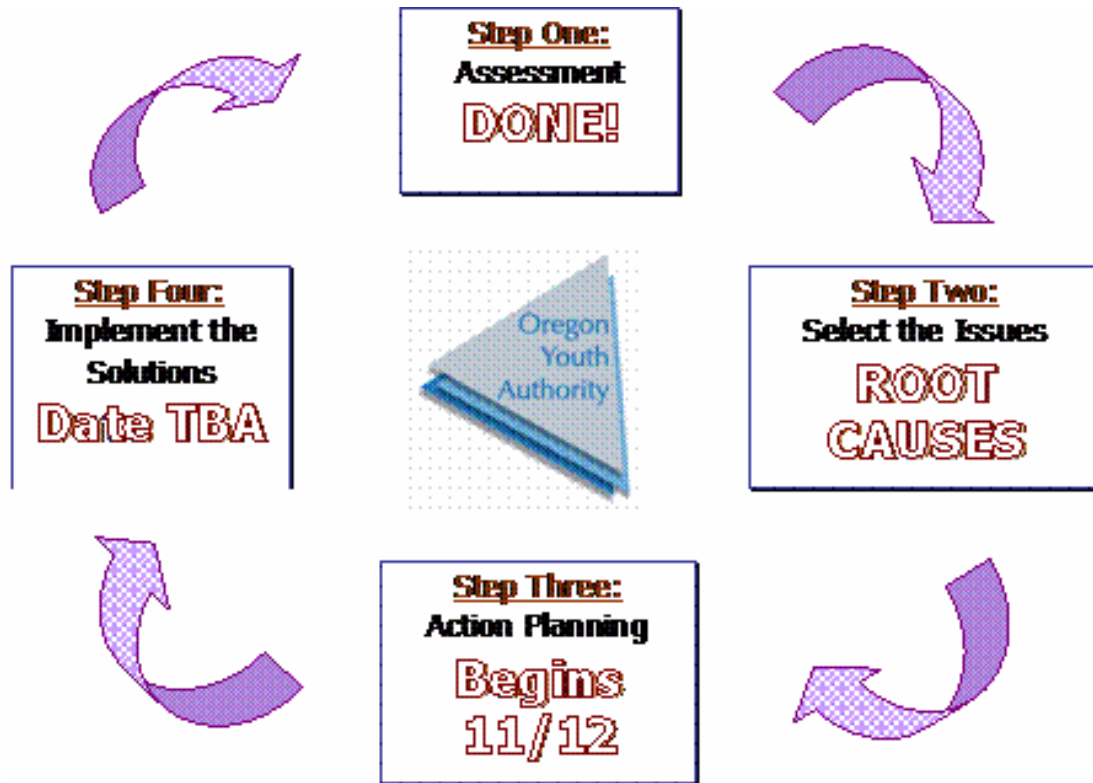 Step One:
Assessment
DONE!
Step Two:
Select the Issues
ROOT
CAUSES
Step Three:
Action Planning
Begins
11/12
Step Four:
Implement the
Solutions
Date TBA
Oregon
Youth
Authority